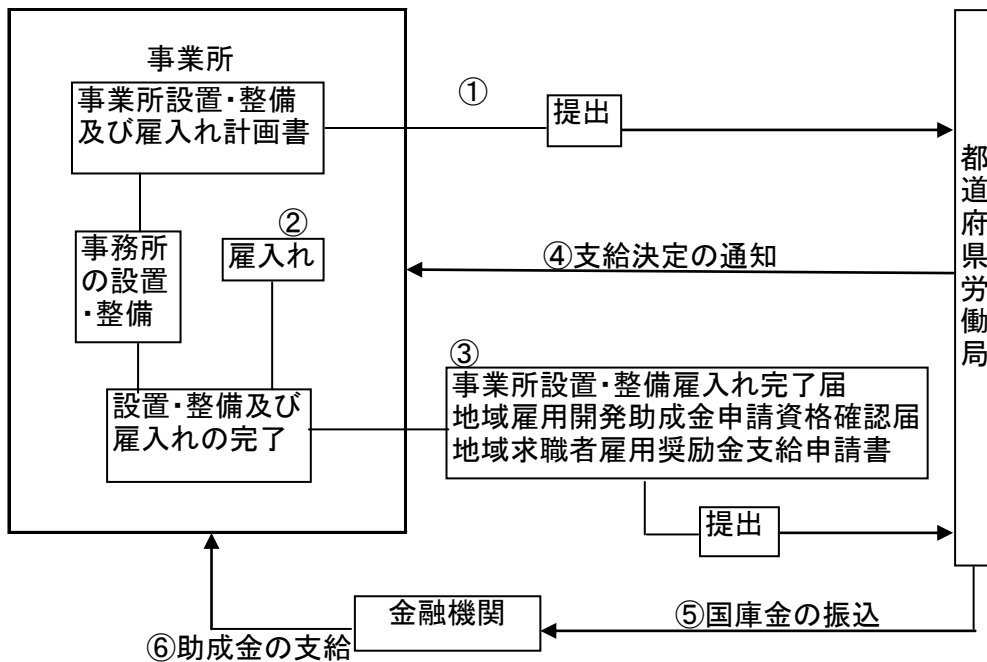 事業所
事業所設置・整備
及び雇入れ計画書
①
提出
都道府県労働局
事務所
の設置
・整備
②
雇入れ
④支給決定の通知
③
事業所設置・整備雇入れ完了届
地域雇用開発助成金申請資格確認届
地域求職者雇用奨励金支給申請書
設置・整備及び
雇入れの完了
提出
金融機関
⑤国庫金の振込
⑥助成金の支給